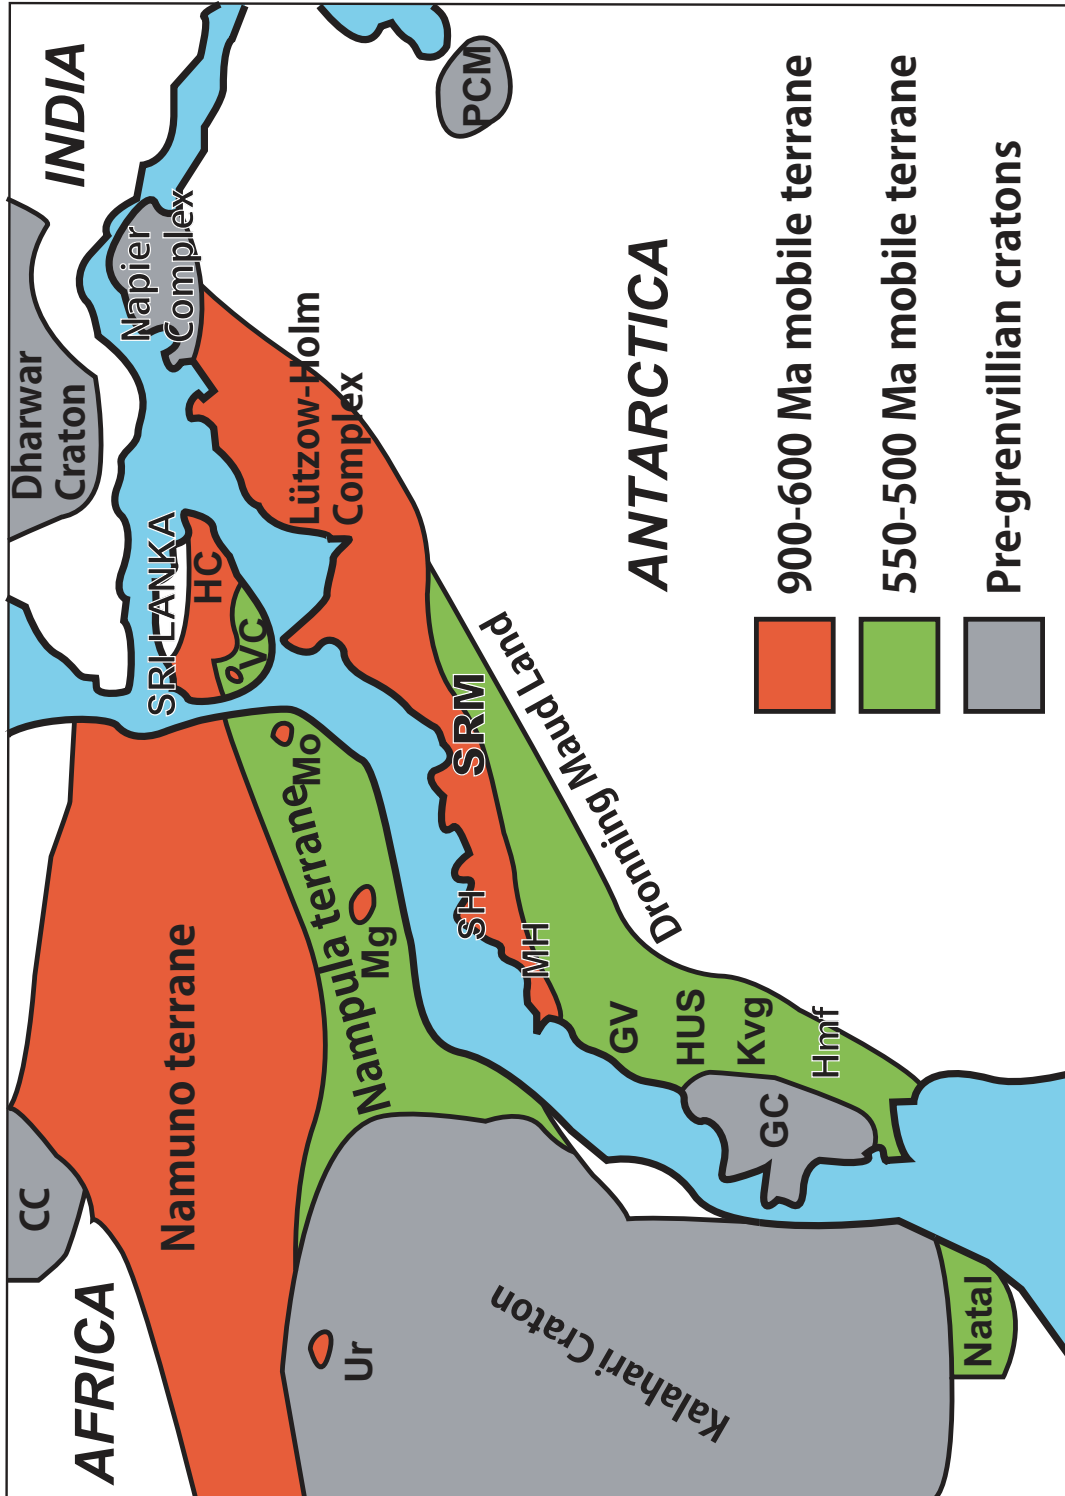 AFRICA
CC
Namuno terrane
Ur
Kalahari Craton
Natal
Nampula terrane
Mg
Mo
SRI LANKA
HC
VC
Dharwar
Craton
INDIA
Napier
Complex
PCM
Lützow-Holm
Complex
SRM
SH
MH
Dronning Maud Land
GV
HUS
Kvg
Hmf
GC
ANTARCTICA
900-600 Ma mobile terrane
550-500 Ma mobile terrane
Pre-grenvillian cratons